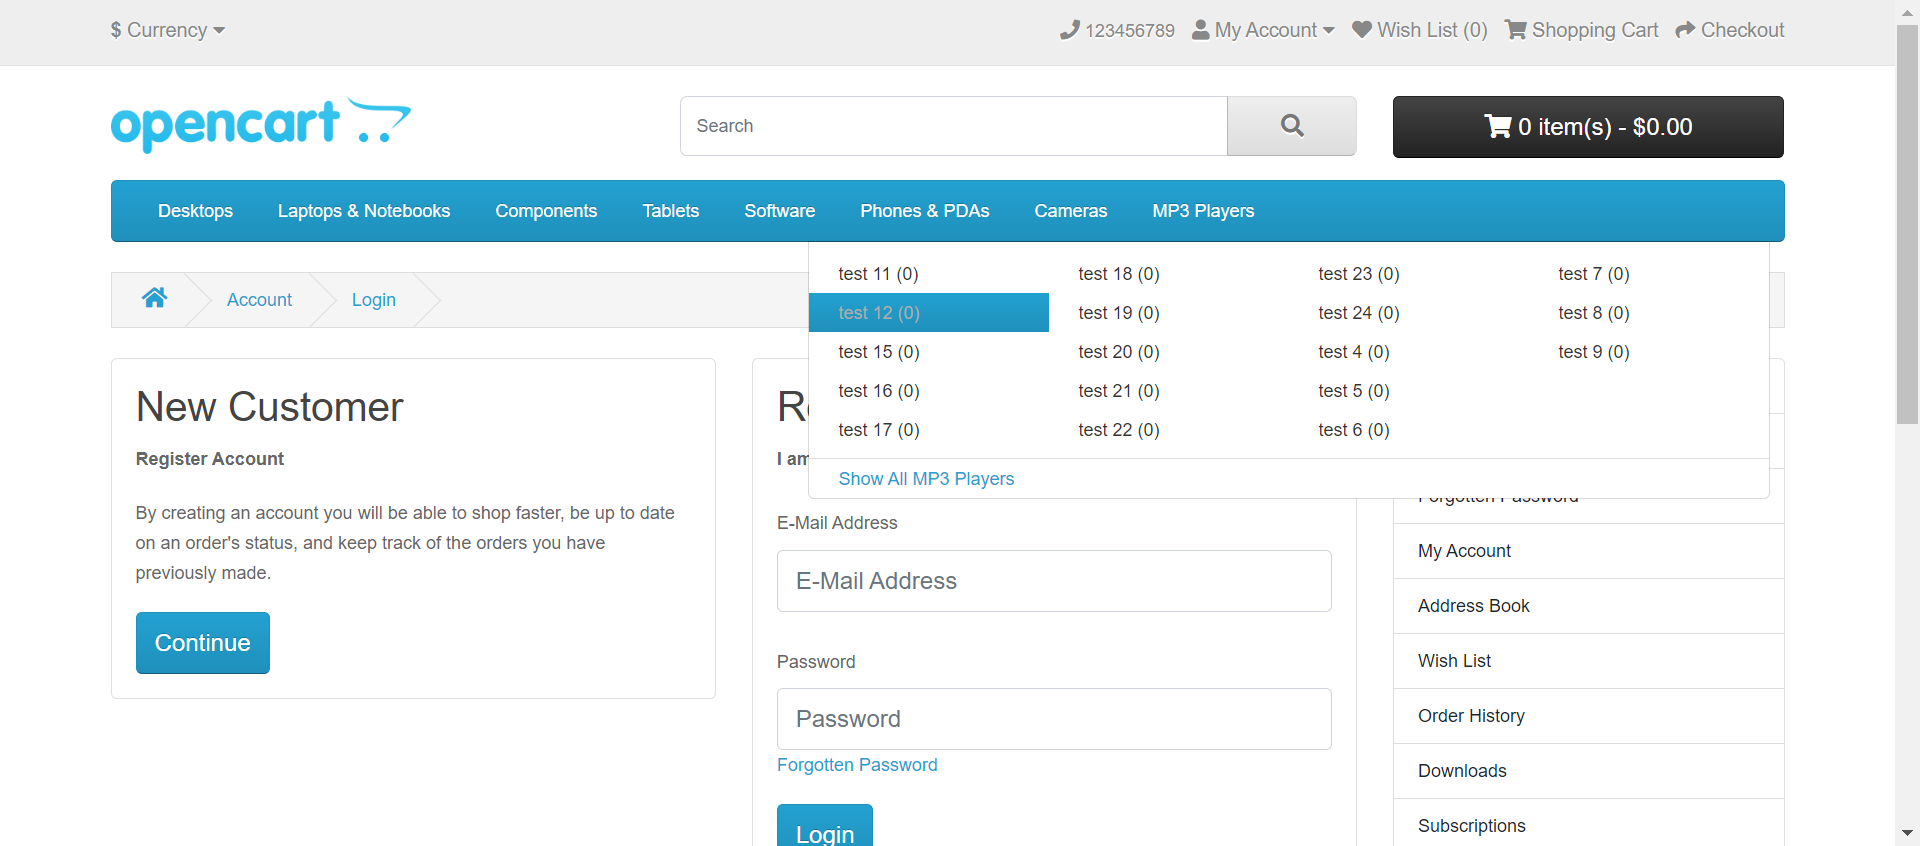 $ Currency
123456789 My Account Wish List (0) Shopping Cart Checkout
opencart
Search
0 item(s) - $0.00
Desktops Laptops & Notebooks Components Tablets Software Phones & PDAs Cameras MP3 Players
Account Login
test 11 (0) test 18 (0) test 23 (0) test 7 (0)
test 12 (0) test 19 (0) test 24 (0) test 8 (0)
test 15 (0) test 20 (0) test 4 (0) test 9 (0)
test 16 (0) test 21 (0) test 5 (0)
test 17 (0) test 22 (0) test 6 (0)
Show All MP3 Players
New Customer
Register Account
By creating an account you will be able to shop faster, be up to date
on an order's status, and keep track of the orders you have
previously made.
Continue
I am
E-Mail Address
E-Mail Address
Password
Password
Forgotten Password
Login
Forgotten Password
My Account
Address Book
Wish List
Order History
Downloads
Subscriptions